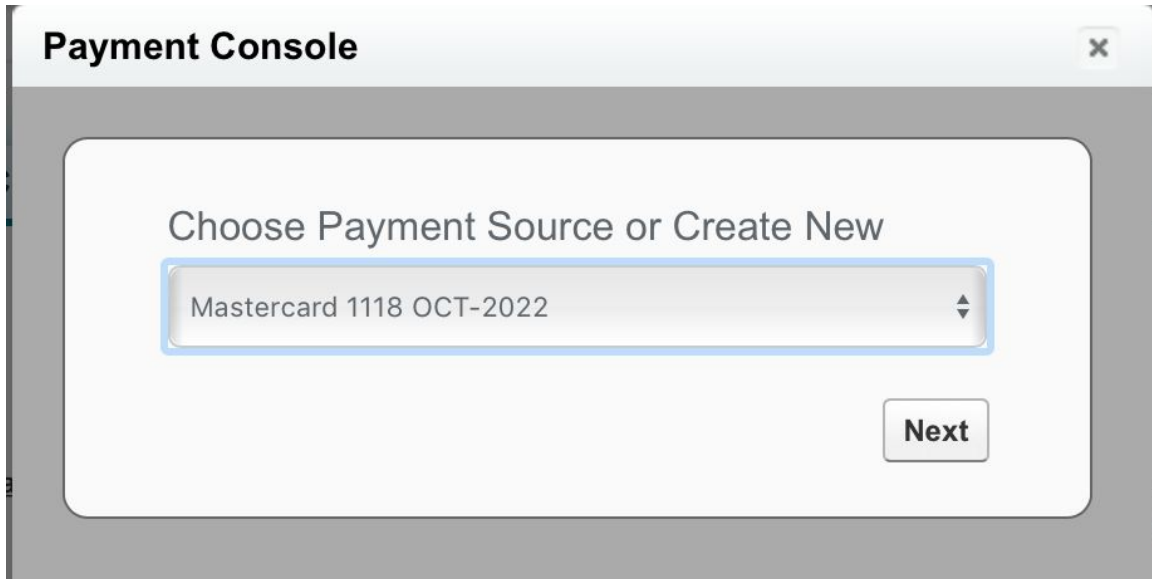 Payment Console
Choose Payment Source or Create New
Mastercard 1118 OCT-2022
Next